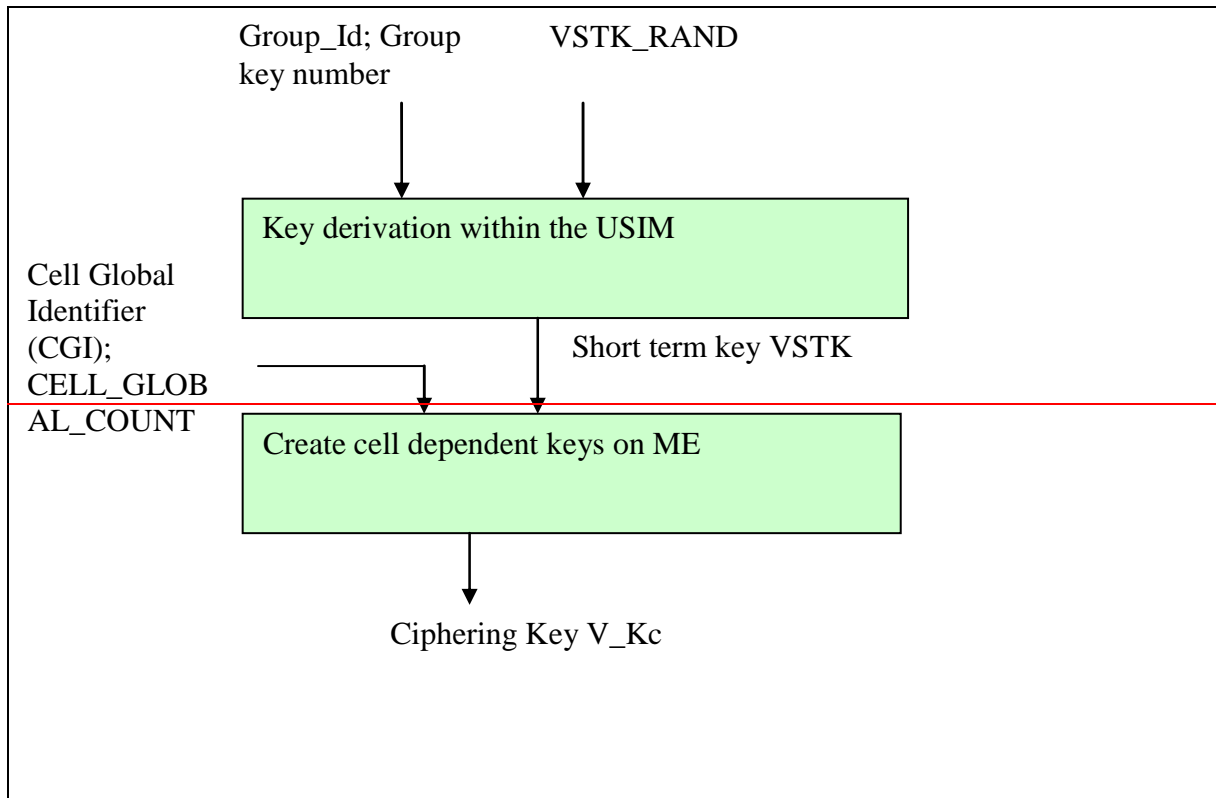 Group_Id; Group
key number
VSTK_RAND
Key derivation within the USIM
Cell Global
Identifier
(CGI);
CELL_GLOB
AL_COUNT
Short term key VSTK
Create cell dependent keys on ME
Ciphering Key V_Kc